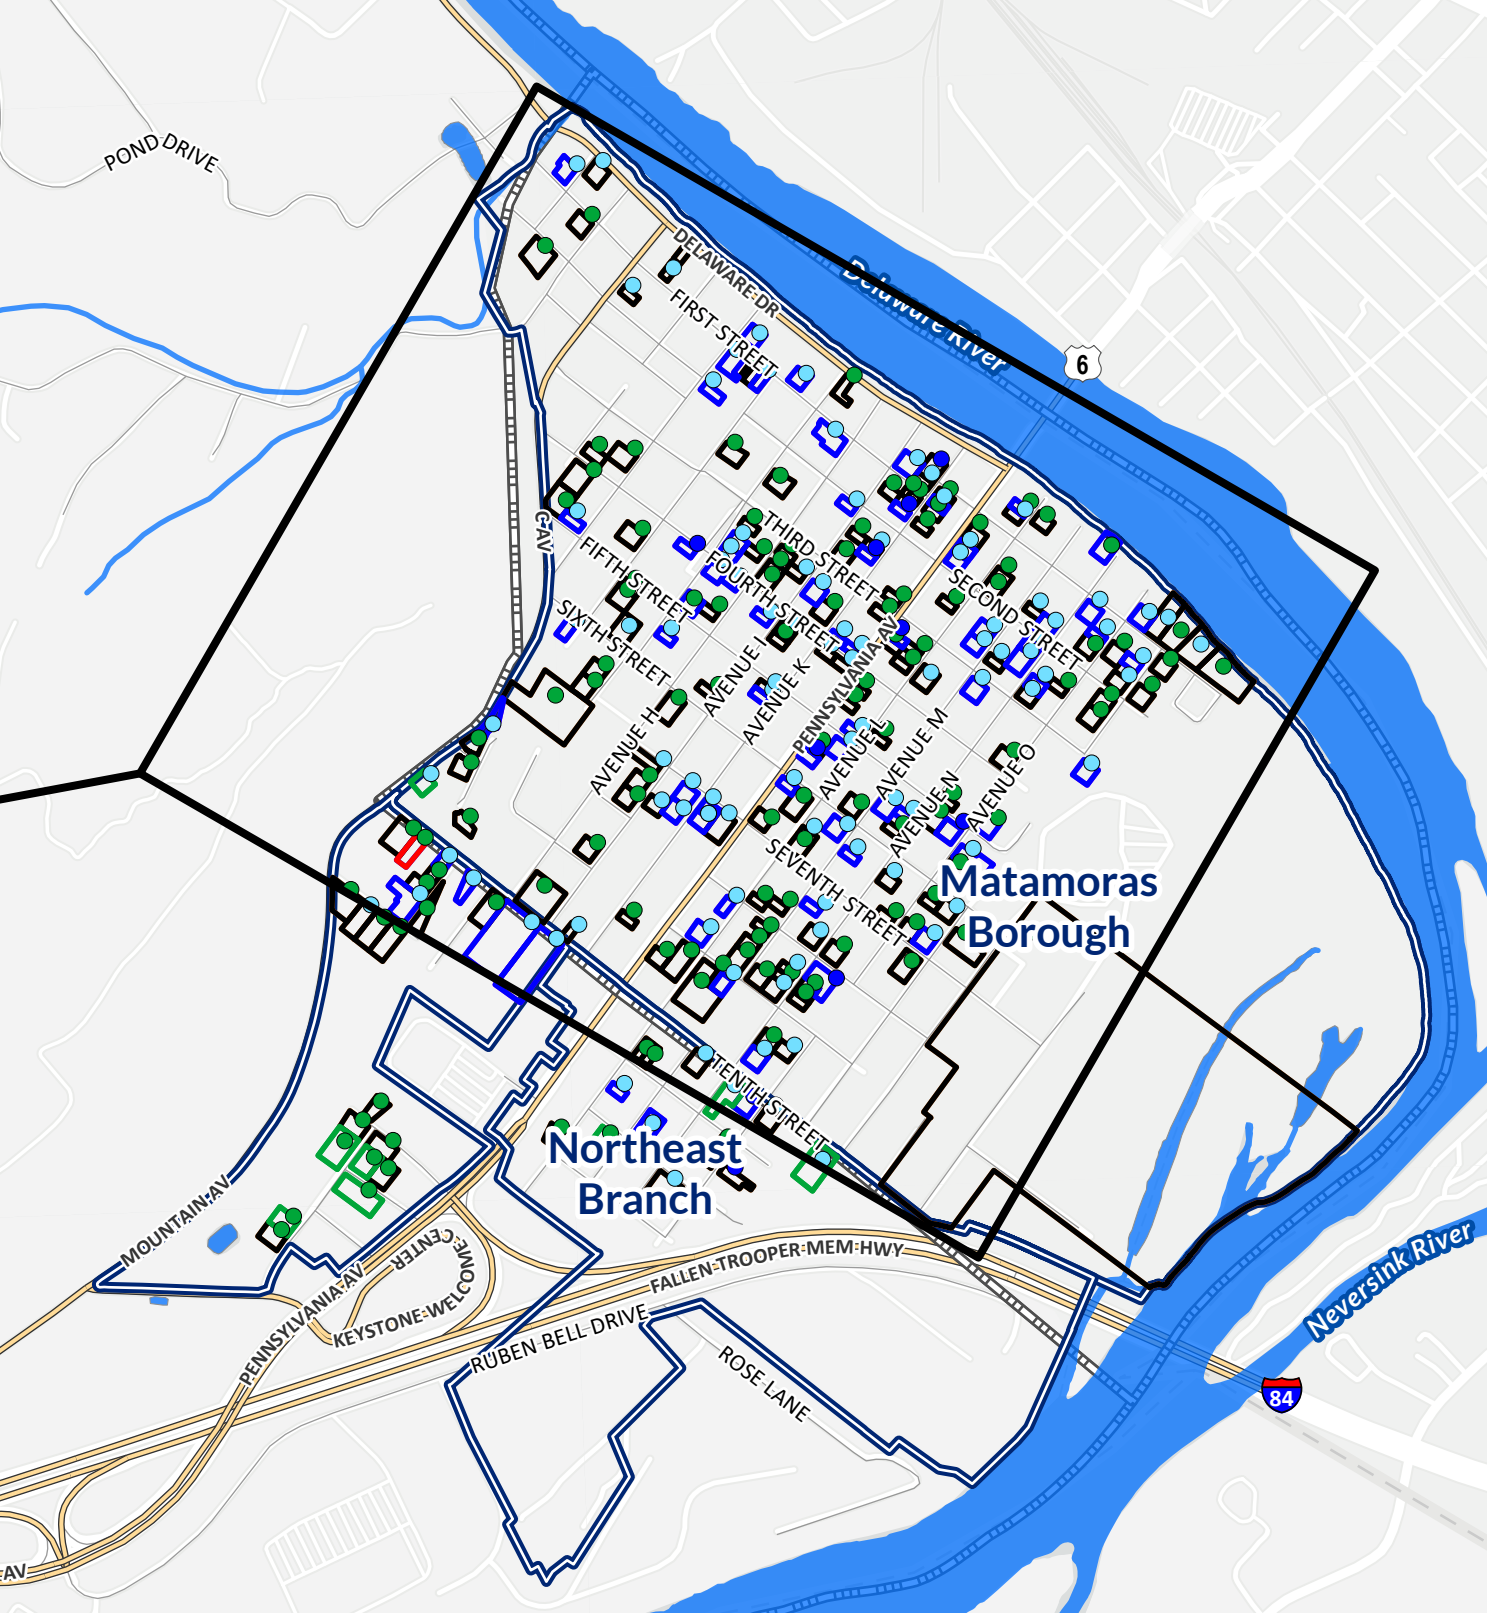 POND DRIVE
DELAWARE DR
Delaware River
FIRST STREET
6
C AV
THIRD STREET
FIFTH STREET
FOURTH STREET
SECOND STREET
SIXTH STREET
AVENUE I
AVENUE K
PENNSYLVANIA AV
AVENUE H
AVENUE L
AVENUE M
AVENUE O
AVENUE N
SEVENTH STREET
Matamoras
Borough
TENTH STREET
Northeast
Branch
MOUNTAIN AV
PENNSYLVANIA AV
KEYSTONE WELCOME
CENTER
FALLEN TROOPER MEM HWY
RUBEN BELL DRIVE
ROSE LANE
Neversink River
84
AV